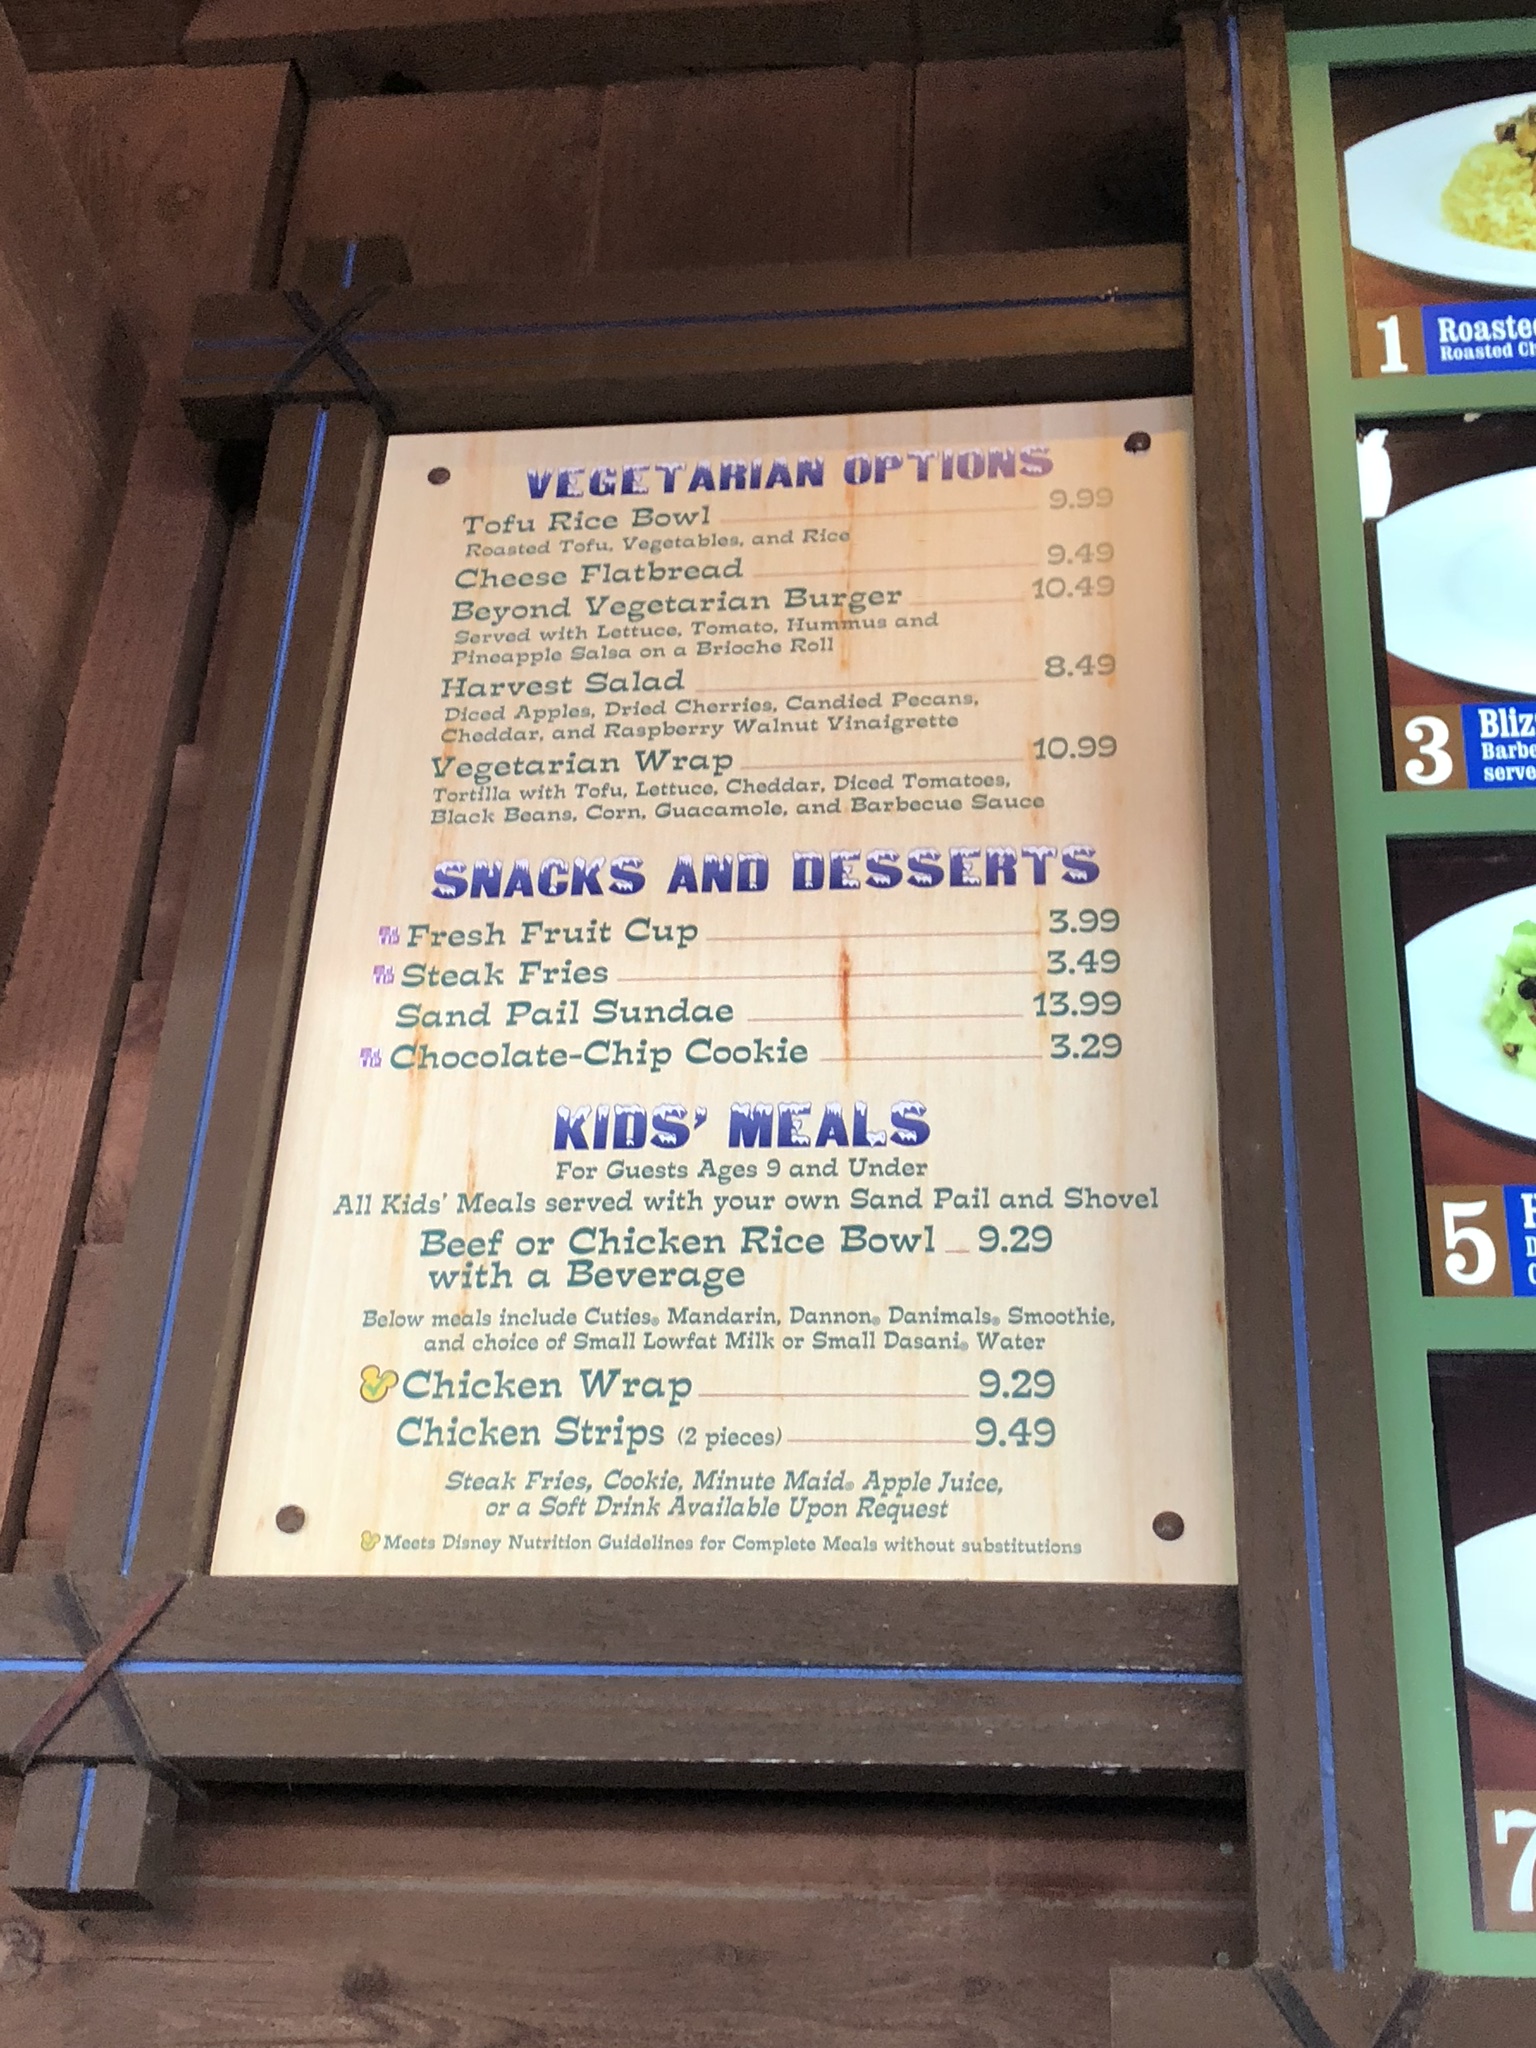 VEGETARIAN OPTIONS
Tofu Rice Bowl 9.99
Roasted Tofu, Vegetables, and Rice
Cheese Flatbread 9.49
Beyond Vegetarian Burger 10.49
Served with Lettuce, Tomato, Hummus and
Pineapple Salsa on a Brioche Roll
Harvest Salad 8.49
Diced Apples, Dried Cherries, Candied Pecans,
Cheddar, and Raspberry Walnut Vinaigrette
Vegetarian Wrap 10.99
Tortilla with Tofu, Lettuce, Cheddar, Diced Tomatoes,
Black Beans, Corn, Guacamole, and Barbecue Sauce
SNACKS AND DESSERTS
Fresh Fruit Cup 3.99
Steak Fries 3.49
Sand Pail Sundae 13.99
Chocolate-Chip Cookie 3.29
KIDS' MEALS
For Guests Ages 9 and Under
All Kids' Meals served with your own Sand Pail and Shovel
Beef or Chicken Rice Bowl 9.29
with a Beverage
Below meals include Cuties® Mandarin, Dannon® Danimals® Smoothie,
and choice of Small Lowfat Milk or Small Dasani® Water
Chicken Wrap 9.29
Chicken Strips (2 pieces) 9.49
Steak Fries, Cookie, Minute Maid® Apple Juice,
or a Soft Drink Available Upon Request
Meets Disney Nutrition Guidelines for Complete Meals without substitutions
1 Roasted
Roasted Ch
3 Bliz
Barbe
serve
5
7